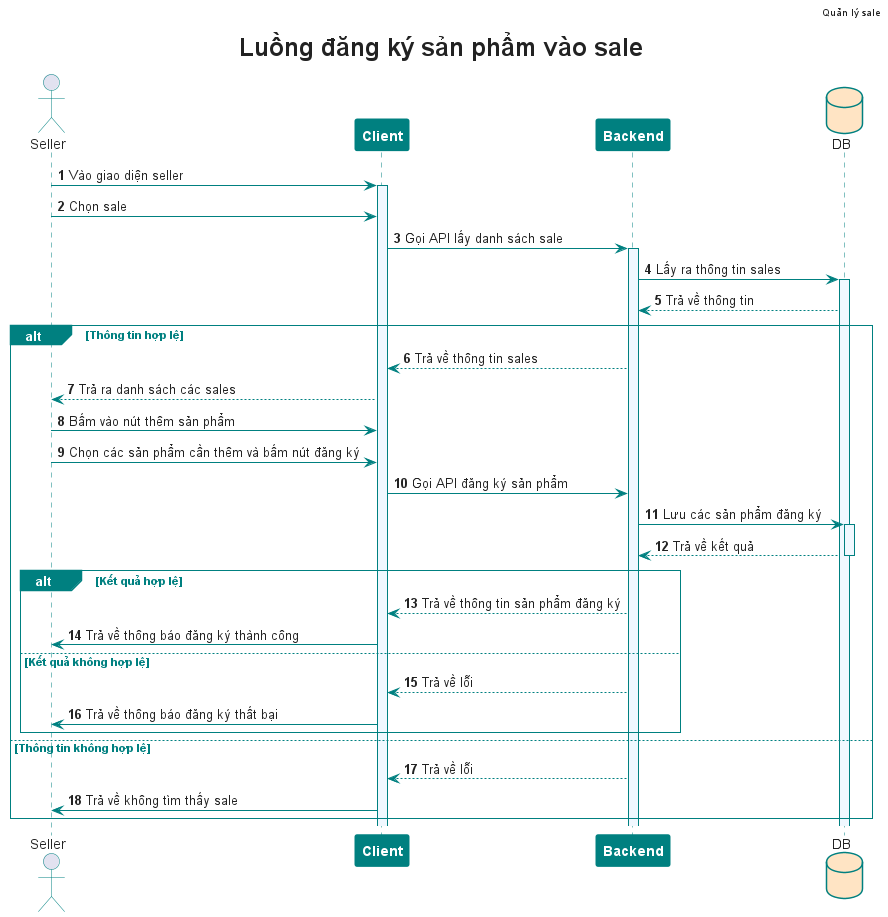 Quản lý sale
Luồng đăng ký sản phẩm vào sale
Seller
Client
Backend
DB
1 Vào giao diện seller
2 Chọn sale
3 Gọi API lấy danh sách sale
4 Lấy ra thông tin sales
5 Trả về thông tin
alt [Thông tin hợp lệ]
6 Trả về thông tin sales
7 Trả ra danh sách các sales
8 Bấm vào nút thêm sản phẩm
9 Chọn các sản phẩm cần thêm và bấm nút đăng ký
10 Gọi API đăng ký sản phẩm
11 Lưu các sản phẩm đăng ký
12 Trả về kết quả
alt [Kết quả hợp lệ]
13 Trả về thông tin sản phẩm đăng ký
14 Trả về thông báo đăng ký thành công
[Kết quả không hợp lệ]
15 Trả về lỗi
16 Trả về thông báo đăng ký thất bại
[Thông tin không hợp lệ]
17 Trả về lỗi
18 Trả về không tìm thấy sale
Seller
Client
Backend
DB